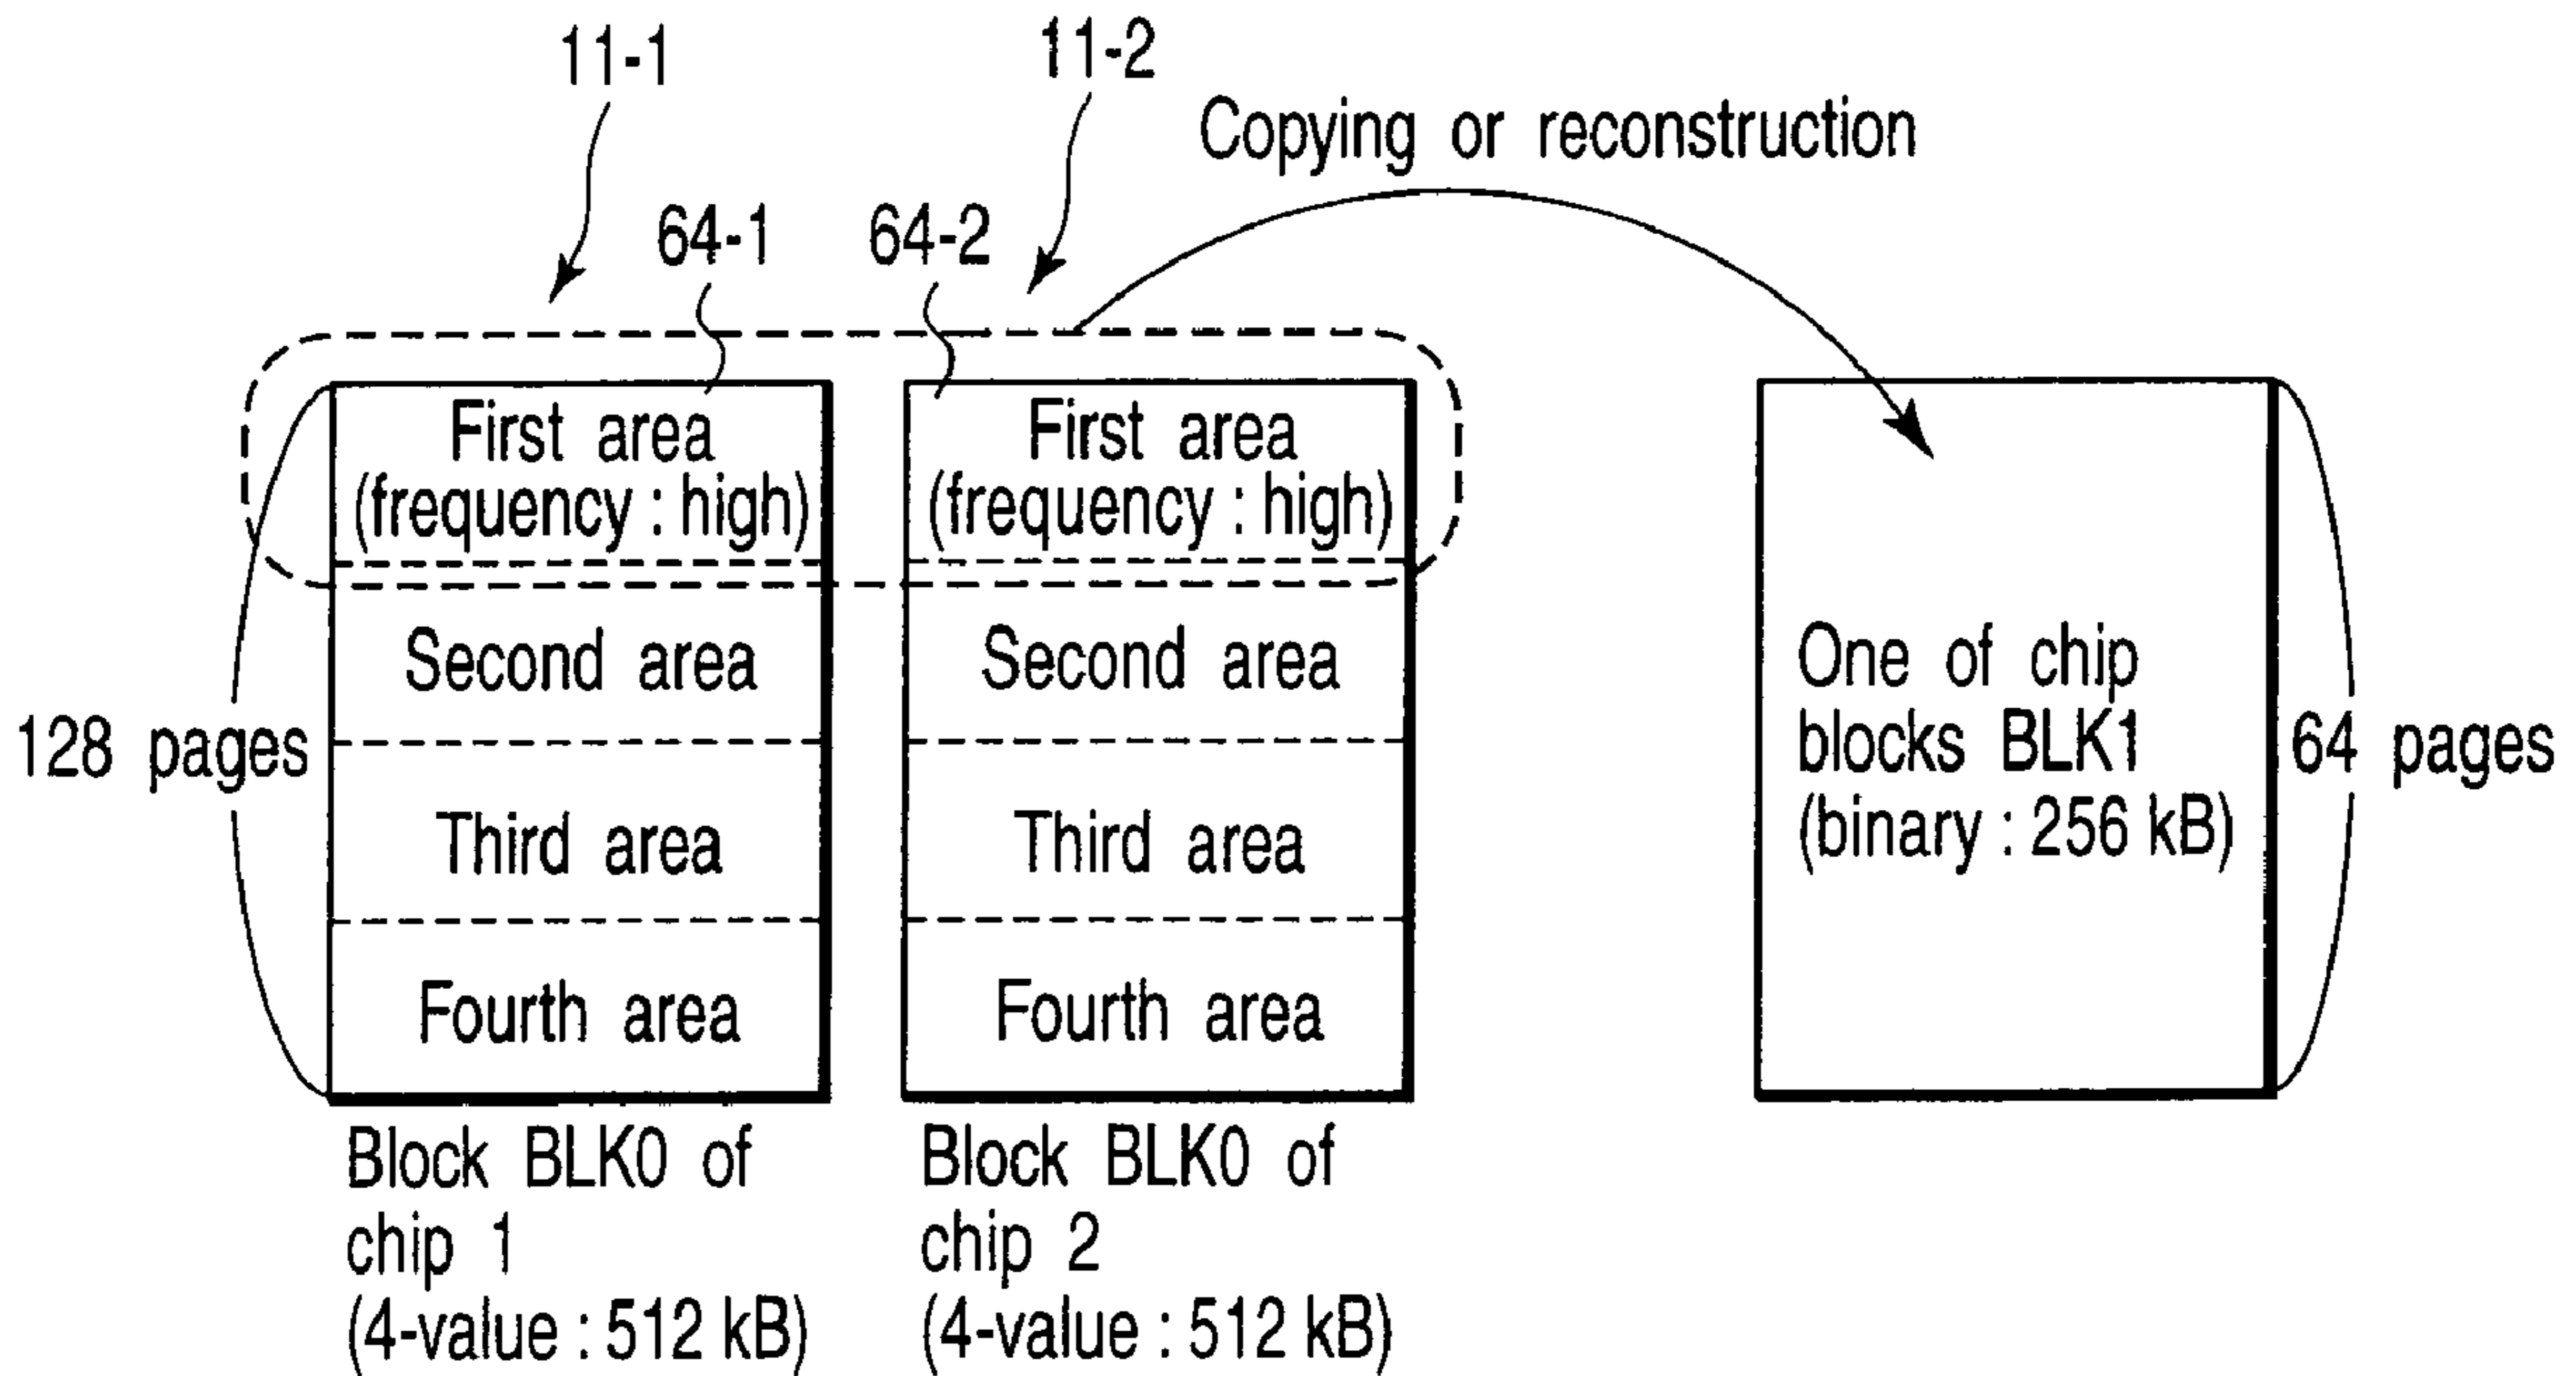 11-1
11-2
Copying or reconstruction
64-1
64-2
First area
(frequency : high)
First area
(frequency : high)
Second area
Second area
128 pages
Third area
Third area
Fourth area
Fourth area
One of chip
blocks BLK1
(binary : 256 kB)
64 pages
Block BLK0 of
chip 1
(4-value : 512 kB)
Block BLK0 of
chip 2
(4-value : 512 kB)